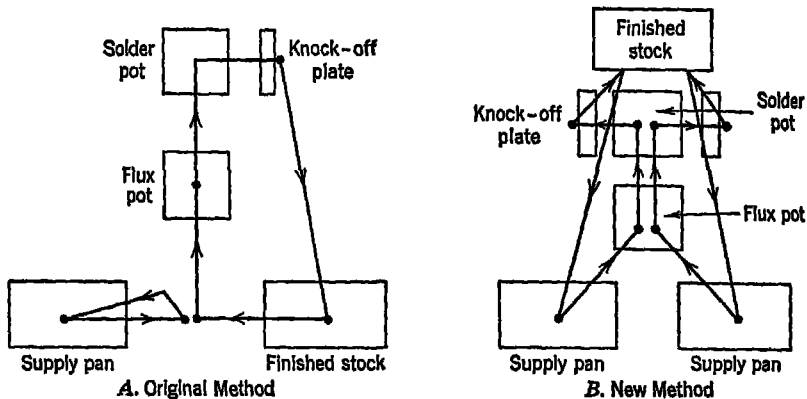 Solder
pot
Knock-off
plate
Flux
pot
Supply pan
Finished stock
A. Original Method
Finished
stock
Knock-off
plate
Solder
pot
Flux pot
Supply pan
Supply pan
B. New Method